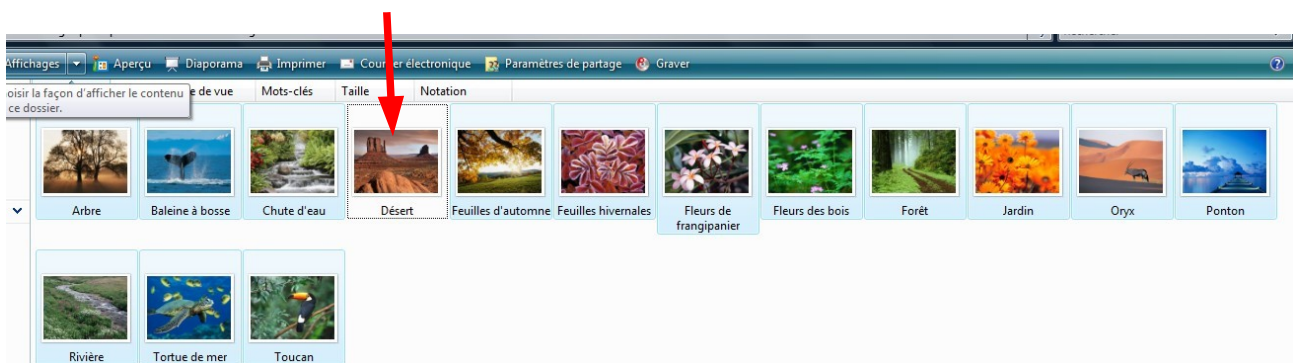 Affichages Aperçu Diaporama Imprimer électronique Paramètres de partage Graver
de vue Mots-clés Taille Notation
la façon d'afficher le contenu
ce dossier.
Arbre Baleine à bosse Chute d'eau Désert Feuilles d'automne Feuilles hivernales Fleurs de frangipanier Fleurs des bois Forêt Jardin Oryx Ponton
Rivière Tortue de mer Toucan